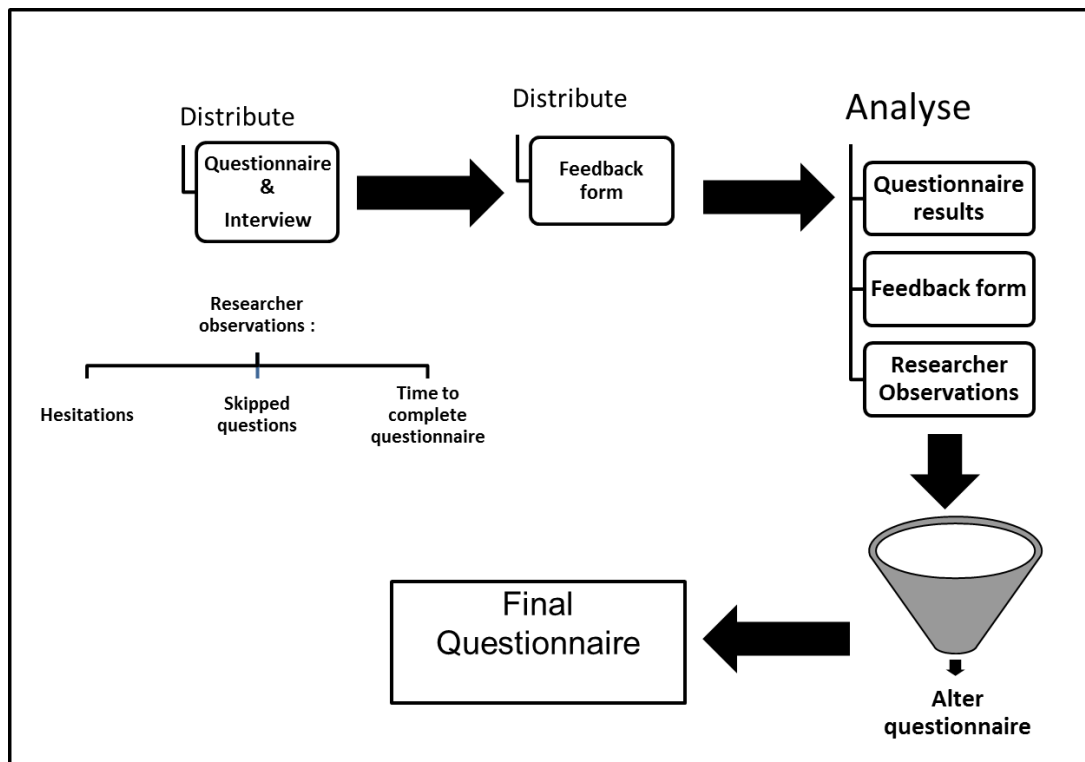 Distribute
Questionnaire
&
Interview
Distribute
Feedback
form
Analyse
Questionnaire
results
Feedback form
Researcher
Observations
Researcher
observations :
Hesitations
Skipped
questions
Time to
complete
questionnaire
Alter
questionnaire
Final
Questionnaire